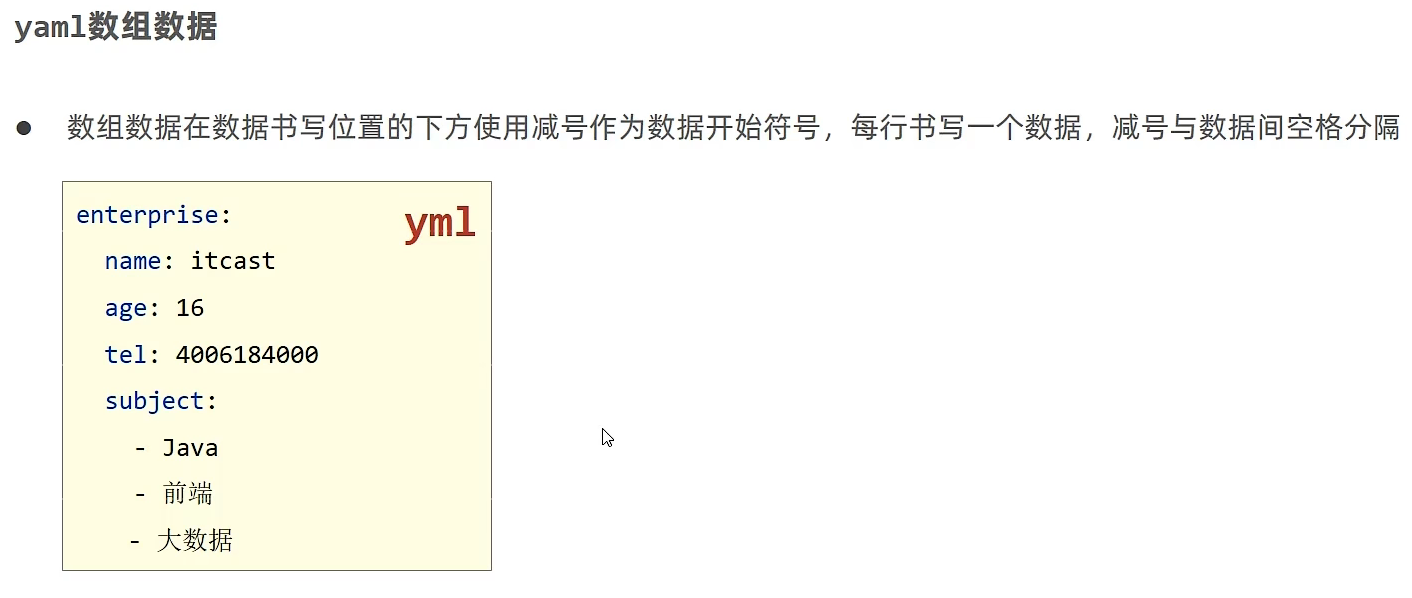 yaml数组数据
● 数组数据在数据书写位置的下方使用减号作为数据开始符号，每行书写一个数据，减号与数据间空格分隔
enterprise:
yml
  name: itcast
  age: 16
  tel: 4006184000
  subject:
    - Java
    - 前端
    - 大数据